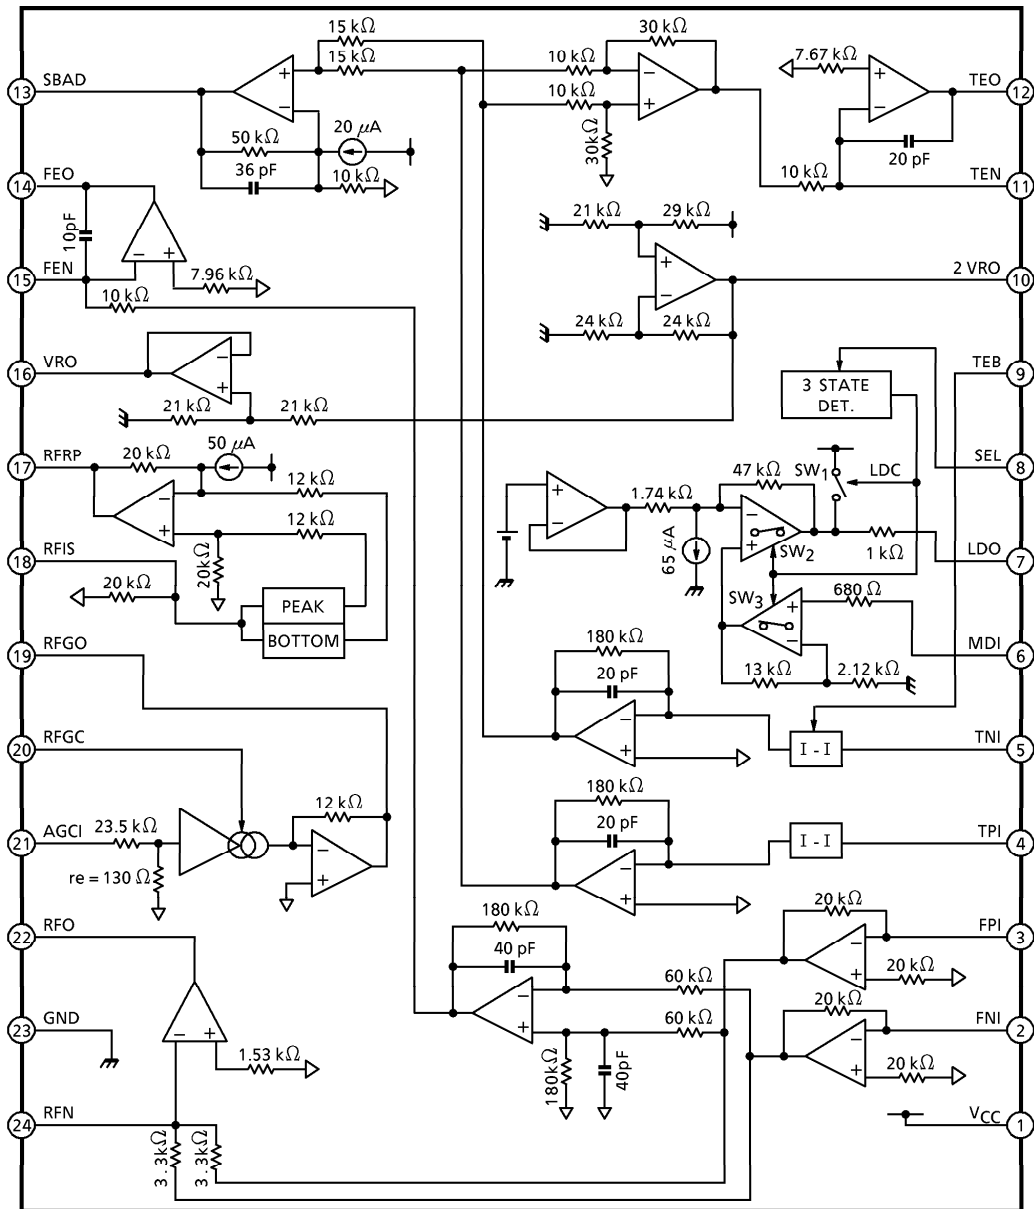 15 kΩ
30 kΩ
15 kΩ
10 kΩ
7.67 kΩ
SBAD
13
+
−
−
+
+
−
TEO
12
10 kΩ
50 kΩ
20 μA
30kΩ
20 pF
36 pF
10 kΩ
10 kΩ
FEO
14
TEN
11
10pF
− +
21 kΩ
29 kΩ
FEN
15
7.96 kΩ
10 kΩ
+
−
2 VRO
10
24 kΩ
24 kΩ
VRO
16
−
+
TEB
9
3 STATE
DET.
21 kΩ
21 kΩ
RFRP
17
20 kΩ
50 μA
12 kΩ
SW1
47 kΩ
LDC
SEL
8
−
+
12 kΩ
+
−
1.74 kΩ
−
+
65 μA
SW2
1 kΩ
LDO
7
RFIS
18
20kΩ
20 kΩ
PEAK
BOTTOM
SW3
680 Ω
+
−
MDI
6
RFGO
19
180 kΩ
13 kΩ
2.12 kΩ
20 pF
−
+
I - I
TNI
5
RFGC
20
12 kΩ
180 kΩ
AGCI
21
23.5 kΩ
20 pF
−
+
−
+
I - I
TPI
4
re = 130 Ω
RFO
22
180 kΩ
20 kΩ
FPI
3
40 pF
−
+
20 kΩ
−
+
60 kΩ
20 kΩ
GND
23
− +
60 kΩ
−
+
FNI
2
1.53 kΩ
180kΩ
40pF
20 kΩ
RFN
24
3.3kΩ
3.3kΩ
VCC
1